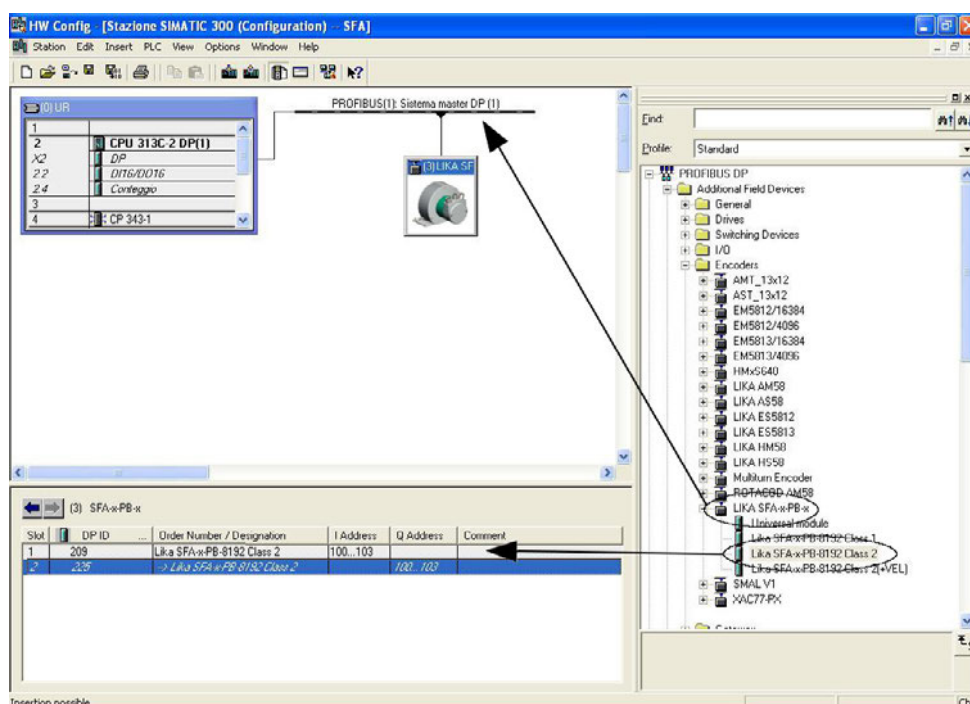 HW Config - [Stazione SIMATIC 300 (Configuration) -- SFA]
Station Edit Insert PLC View Options Window Help
(0) UR
1
2 CPU 313C-2 DP(1)
X2 DP
2.2 DI16/DO16
2.4 Conteggio
3
4 CP 343-1
PROFIBUS(1): Sistema master DP (1)
(3) LIKA SF
Find:
Profile: Standard
PROFIBUS DP
Additional Field Devices
General
Drives
Switching Devices
I/O
Encoders
AMT_13x12
AST_13x12
EM5812/16384
EM5812/4096
EM5813/16384
EM5813/4096
HMxS640
LIKA AM58
LIKA AS58
LIKA ES5812
LIKA ES5813
LIKA HM58
LIKA HS58
Multiturn Encoder
ROTACOD AM58
LIKA SFA-x-PB-x
Universal module
Lika SFA-x-PB-8192 Class 1
Lika SFA-x-PB-8192 Class 2
Lika SFA-x-PB-8192 Class 2(+VEL)
SMAL V1
XAC77-PX
Gateway
(3) SFA-x-PB-x
Slot DP ID ... Order Number / Designation I Address Q Address Comment
1 209 Lika SFA-x-PB-8192 Class 2 100...103
2 225 -> Lika SFA-x-PB-8192 Class 2 100...103
Insertion possible
Ch